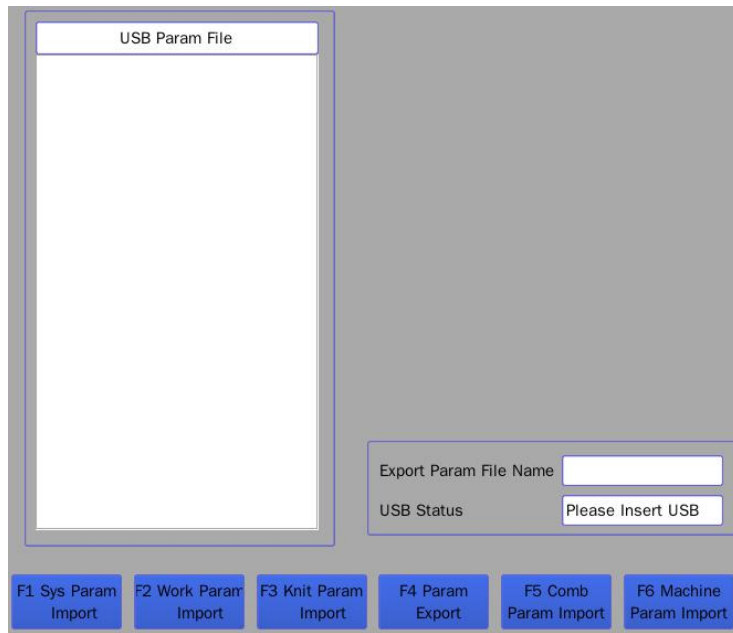 USB Param File
Export Param File Name
USB Status
Please Insert USB
F1 Sys Param
Import
F2 Work Param
Import
F3 Knit Param
Import
F4 Param
Export
F5 Comb
Param Import
F6 Machine
Param Import